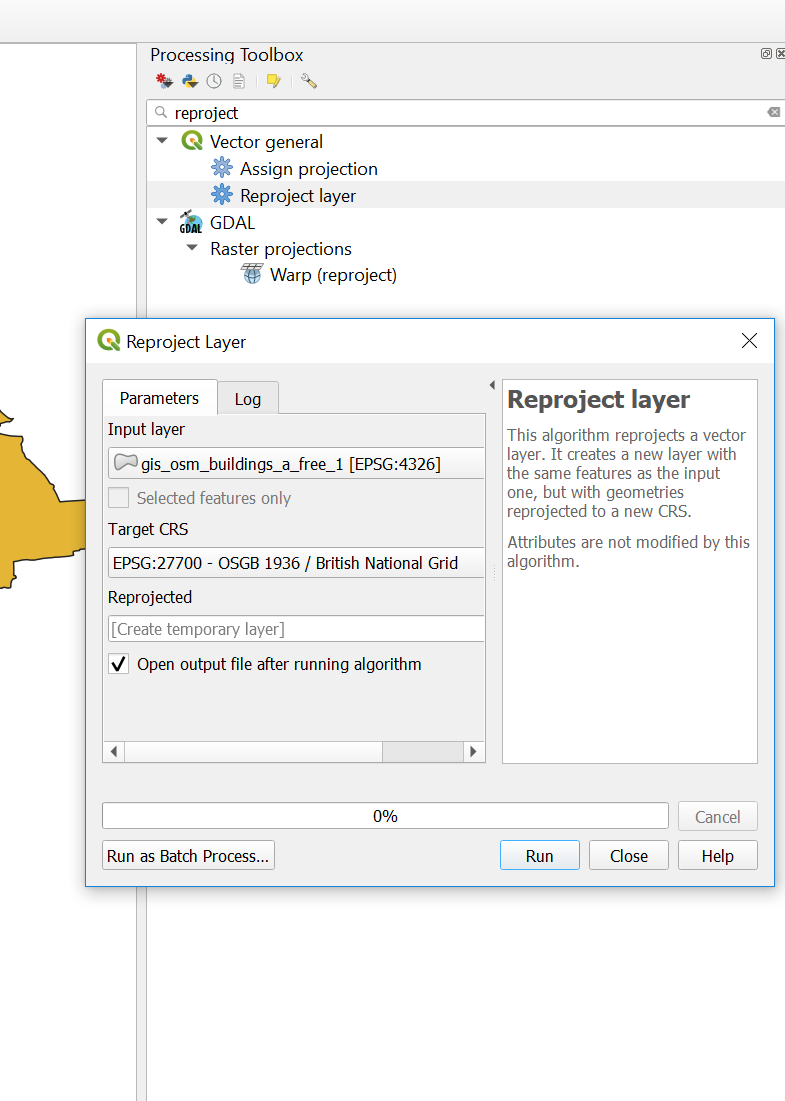 Processing Toolbox
reproject
Vector general
Assign projection
Reproject layer
GDAL
GDAL
Raster projections
Warp (reproject)
Reproject Layer
Parameters
Log
Input layer
gis_osm_buildings_a_free_1 [EPSG:4326]
Selected features only
Target CRS
EPSG:27700 - OSGB 1936 / British National Grid
Reprojected
[Create temporary layer]
Open output file after running algorithm
Reproject layer
This algorithm reprojects a vector
layer. It creates a new layer with
the same features as the input
one, but with geometries
reprojected to a new CRS.
Attributes are not modified by this
algorithm.
0%
Cancel
Run as Batch Process...
Run
Close
Help